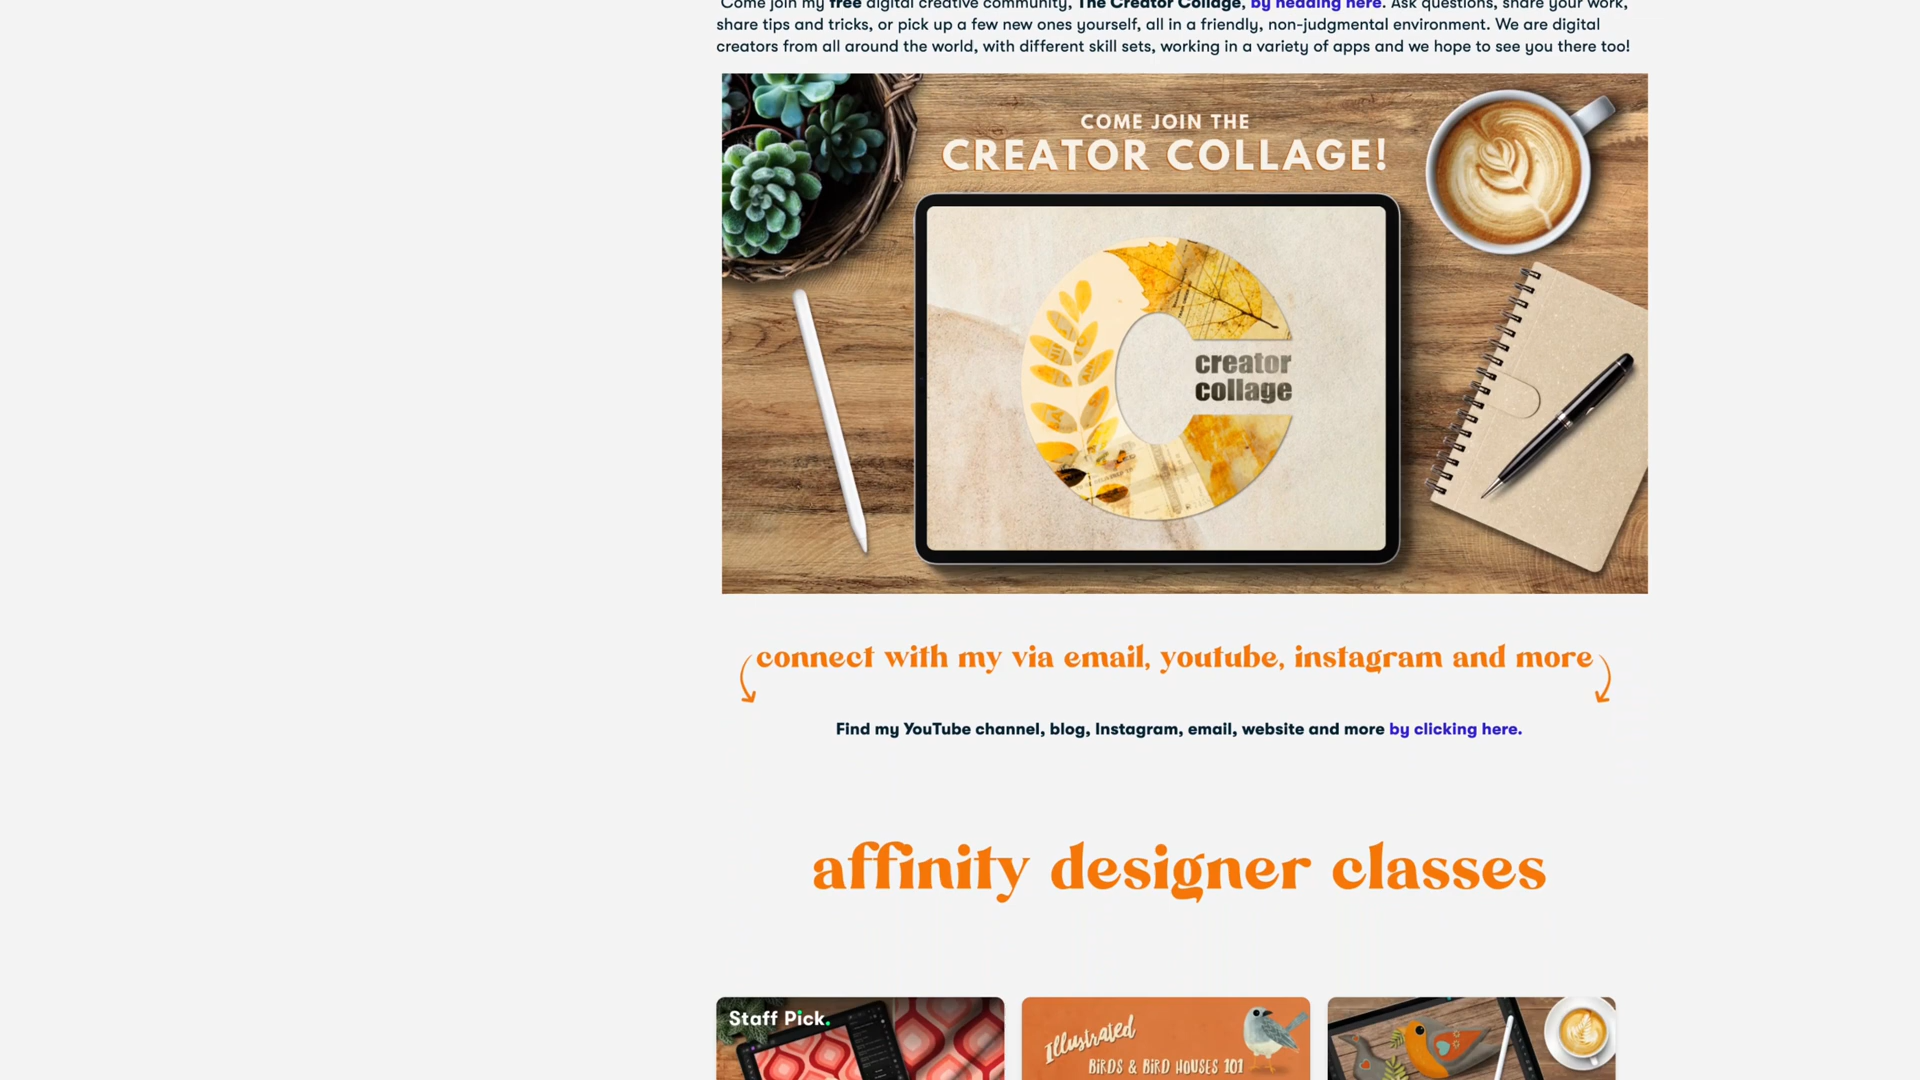 Come join my free digital creative community, The Creator Collage, by heading here. Ask questions, share your work,
share tips and tricks, or pick up a few new ones yourself, all in a friendly, non-judgmental environment. We are digital
creators from all around the world, with different skill sets, working in a variety of apps and we hope to see you there too!
COME JOIN THE
CREATOR COLLAGE!
creator
collage
connect with my via email, youtube, instagram and more
Find my YouTube channel, blog, Instagram, email, website and more by clicking here.
affinity designer classes
Staff Pick.
Illustrated
BIRDS & BIRD HOUSES 101